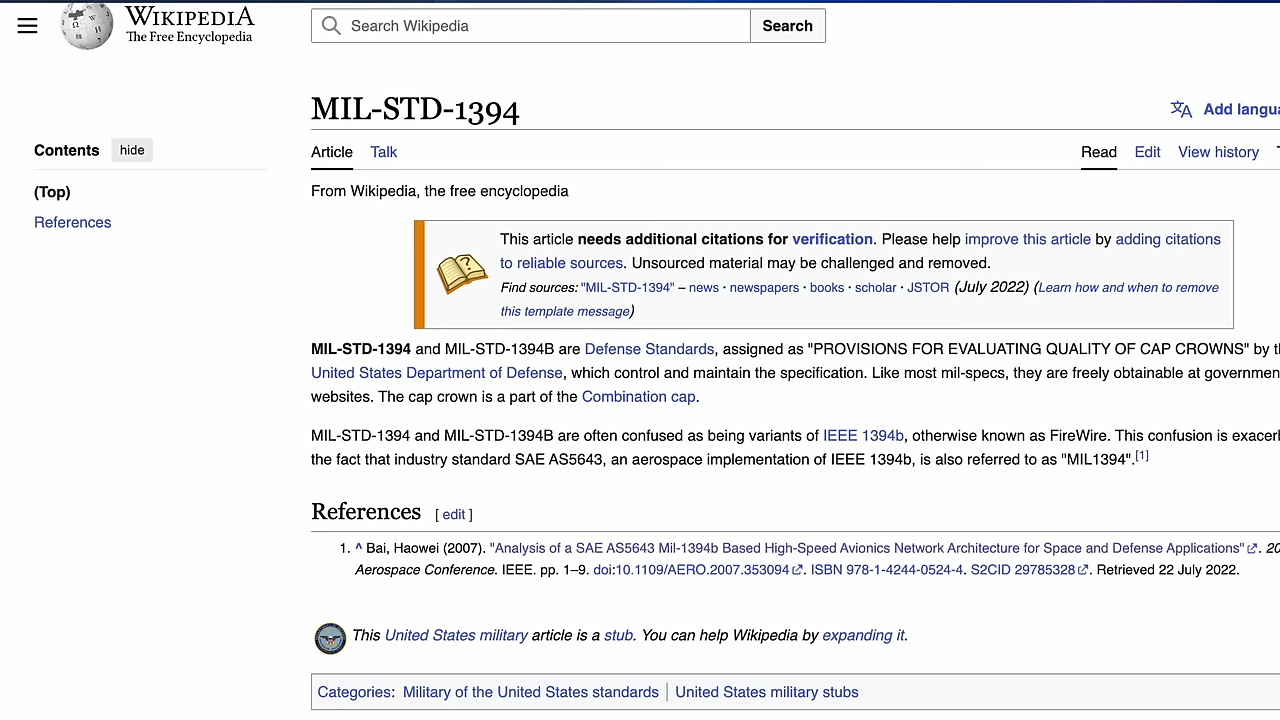 WIKIPEDIA
The Free Encyclopedia
Search Wikipedia
Search
MIL-STD-1394
Add langua
Contents hide
(Top)
References
Article Talk
Read Edit View history
From Wikipedia, the free encyclopedia
This article needs additional citations for verification. Please help improve this article by adding citations
to reliable sources. Unsourced material may be challenged and removed.
Find sources: "MIL-STD-1394" – news · newspapers · books · scholar · JSTOR (July 2022) (Learn how and when to remove
this template message)
MIL-STD-1394 and MIL-STD-1394B are Defense Standards, assigned as "PROVISIONS FOR EVALUATING QUALITY OF CAP CROWNS" by t
United States Department of Defense, which control and maintain the specification. Like most mil-specs, they are freely obtainable at governmen
websites. The cap crown is a part of the Combination cap.
MIL-STD-1394 and MIL-STD-1394B are often confused as being variants of IEEE 1394b, otherwise known as FireWire. This confusion is exacer
the fact that industry standard SAE AS5643, an aerospace implementation of IEEE 1394b, is also referred to as "MIL1394".[1]
References [ edit ]
1. ^ Bai, Haowei (2007). "Analysis of a SAE AS5643 Mil-1394b Based High-Speed Avionics Network Architecture for Space and Defense Applications". 20
Aerospace Conference. IEEE. pp. 1–9. doi:10.1109/AERO.2007.353094. ISBN 978-1-4244-0524-4. S2CID 29785328. Retrieved 22 July 2022.
This United States military article is a stub. You can help Wikipedia by expanding it.
Categories: Military of the United States standards | United States military stubs